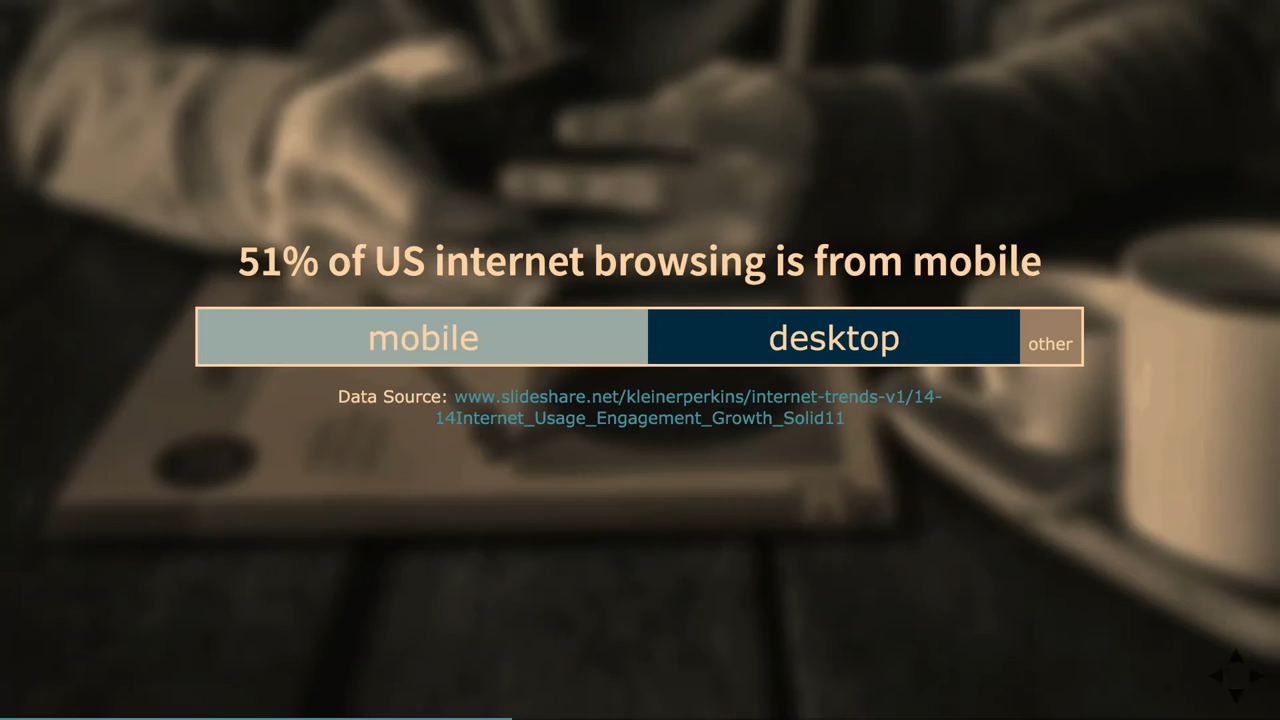 51% of US internet browsing is from mobile
mobile desktop other
Data Source: www.slideshare.net/kleinerperkins/internet-trends-v1/14-
14Internet_Usage_Engagement_Growth_Solid11